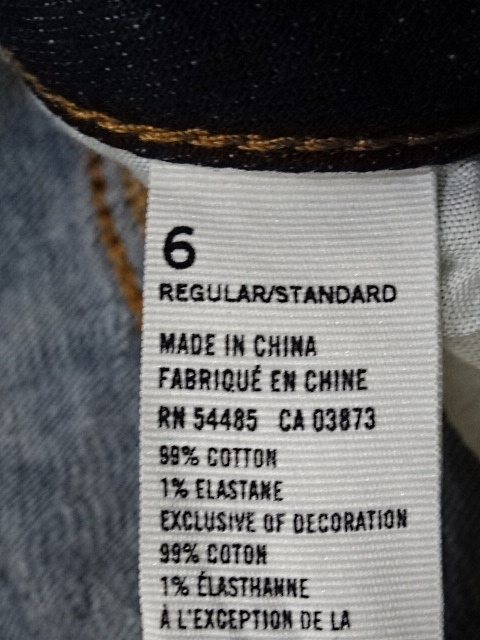 6
REGULAR/STANDARD
MADE IN CHINA
FABRIQUÉ EN CHINE
RN 54485 CA 03873
99% COTTON
1% ELASTANE
EXCLUSIVE OF DECORATION
99% COTON
1% ÉLASTHANNE
À L'EXCEPTION DE LA